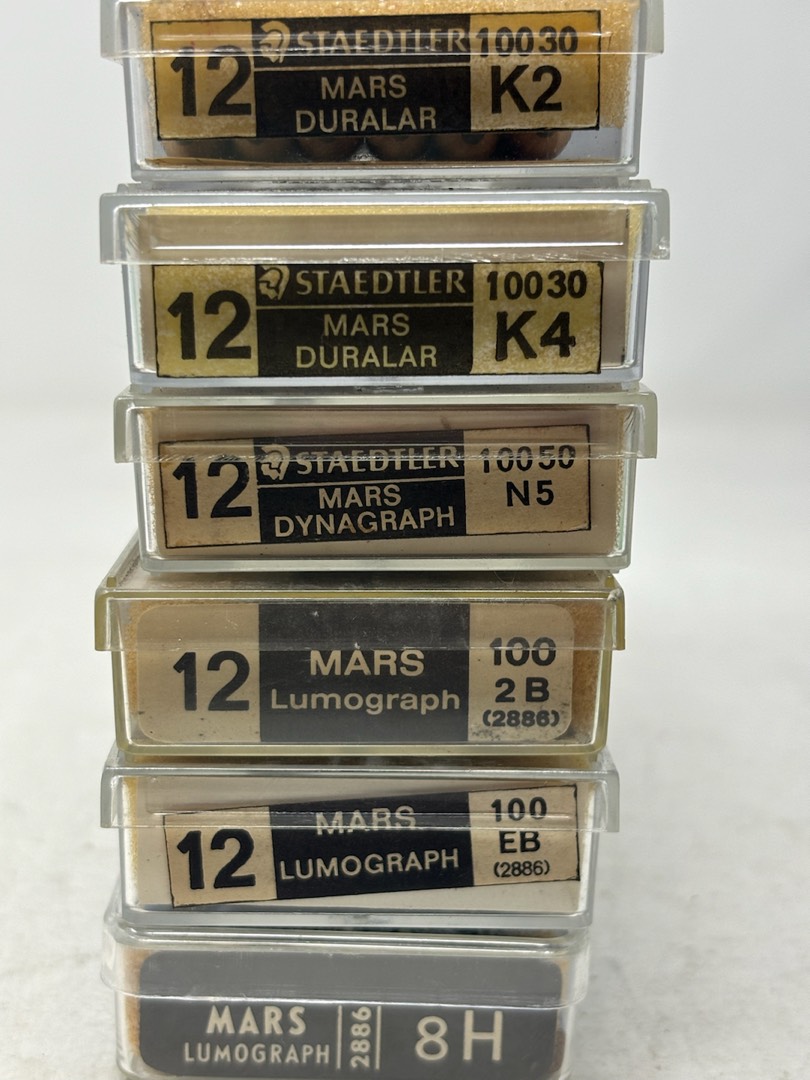 12 STAEDTLER 10030
MARS K2
DURALAR
12 STAEDTLER 10030
MARS K4
DURALAR
12 STAEDTLER 10050
MARS N5
DYNAGRAPH
12 MARS 100
Lumograph 2B
(2886)
12 MARS 100
LUMOGRAPH EB
(2886)
MARS 2886 8H
LUMOGRAPH